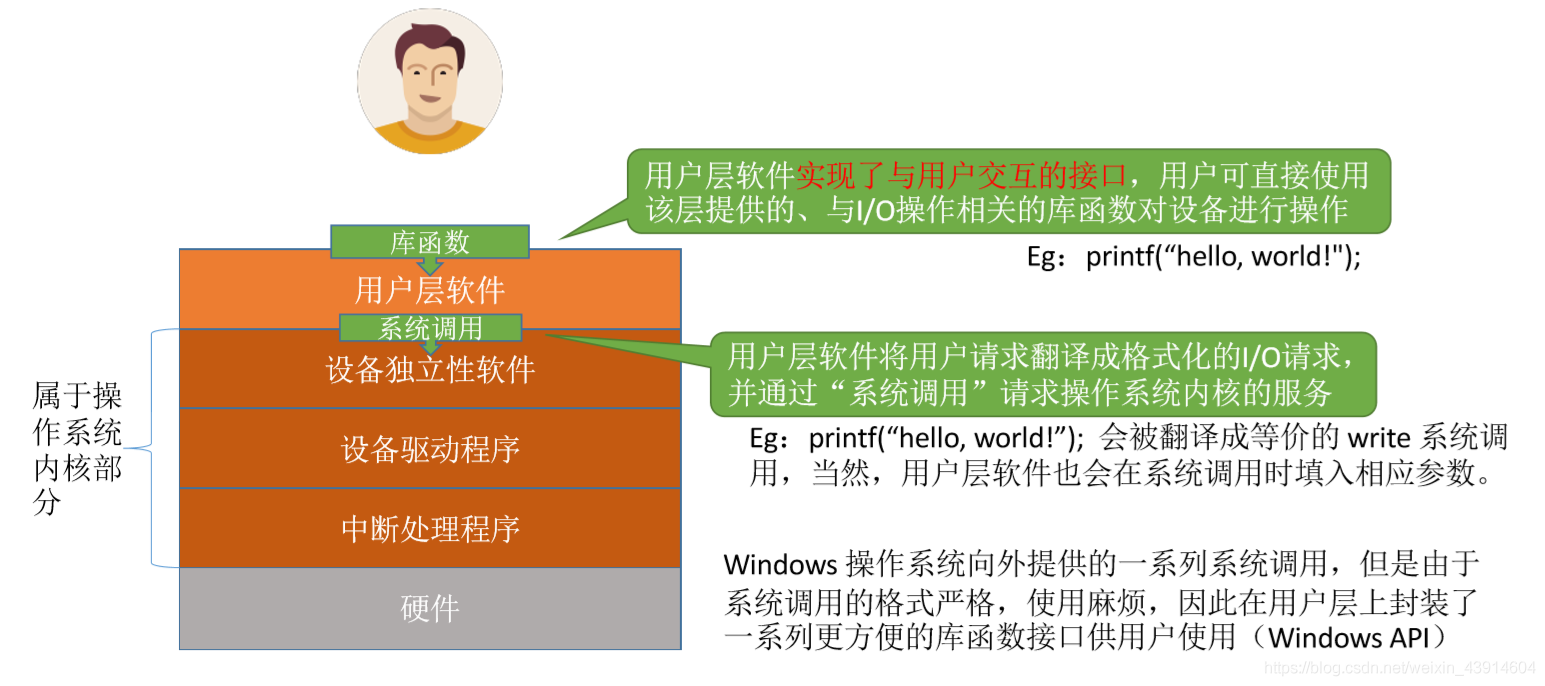 用户层软件实现了与用户交互的接口，用户可直接使用
该层提供的、与I/O操作相关的库函数对设备进行操作
Eg：printf(“hello, world!");
库函数
用户层软件
系统调用
设备独立性软件
用户层软件将用户请求翻译成格式化的I/O请求，
并通过“系统调用”请求操作系统内核的服务
Eg：printf(“hello, world!”); 会被翻译成等价的 write 系统调
用，当然，用户层软件也会在系统调用时填入相应参数。
属于操
作系统
内核部
分
设备驱动程序
中断处理程序
硬件
Windows 操作系统向外提供的一系列系统调用，但是由于
系统调用的格式严格，使用麻烦，因此在用户层上封装了
一系列更方便的库函数接口供用户使用（Windows API）
https://blog.csdn.net/weixin_43914604